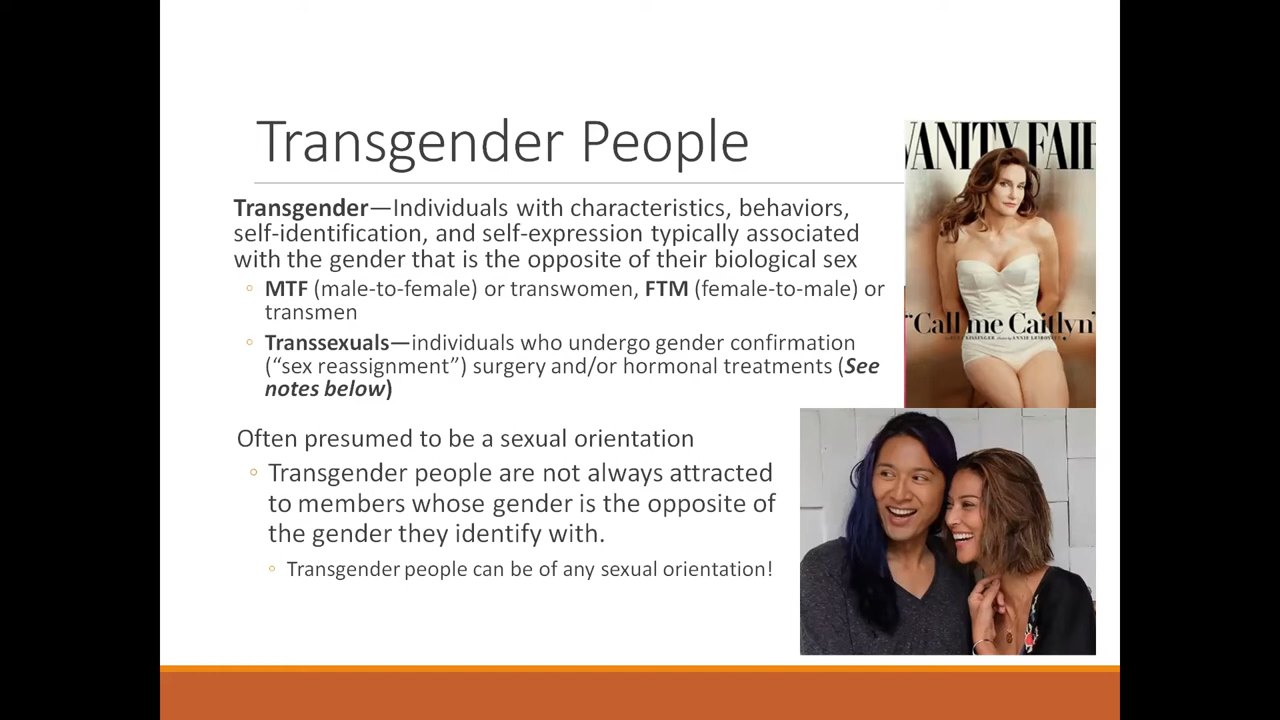 Transgender People
Transgender—Individuals with characteristics, behaviors,
self-identification, and self-expression typically associated
with the gender that is the opposite of their biological sex
◦ MTF (male-to-female) or transwomen, FTM (female-to-male) or
transmen
◦ Transsexuals—individuals who undergo gender confirmation
(“sex reassignment”) surgery and/or hormonal treatments (See
notes below)
Often presumed to be a sexual orientation
◦ Transgender people are not always attracted
to members whose gender is the opposite of
the gender they identify with.
◦ Transgender people can be of any sexual orientation!
VANITY FAIR
“Call me Caitlyn”